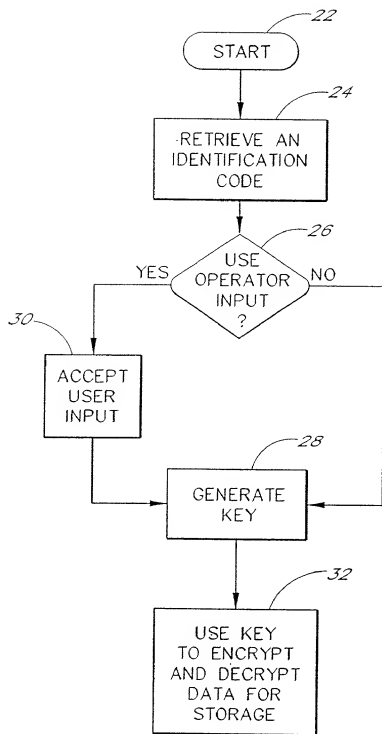 22
START
24
RETRIEVE AN
IDENTIFICATION
CODE
26
USE
OPERATOR
INPUT
?
YES
NO
30
ACCEPT
USER
INPUT
28
GENERATE
KEY
32
USE KEY
TO ENCRYPT
AND DECRYPT
DATA FOR
STORAGE